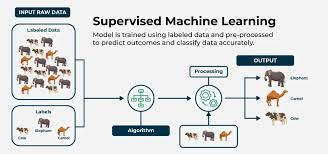 INPUT RAW DATA
Labeled Data
Labels
Cow
Elephant
Camel
Supervised Machine Learning
Model is trained using labeled data and pre-processed
to predict outcomes and classify data accurately.
Algorithm
Processing
OUTPUT
Elephant
Camel
Cow